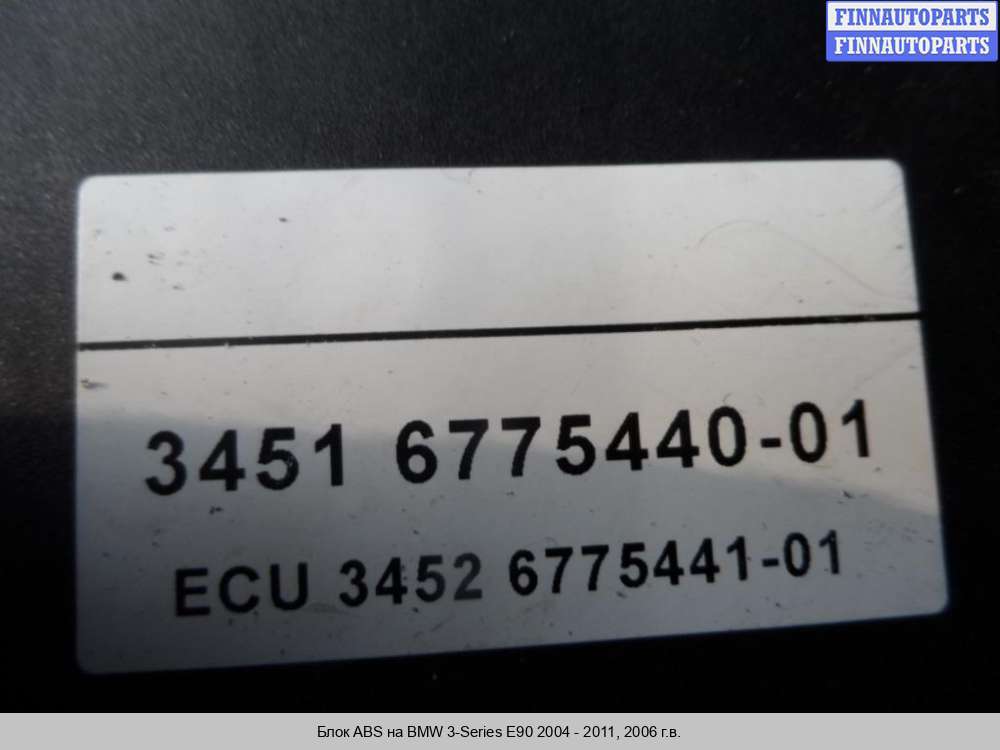 FINNAUTOPARTS
FINNAUTOPARTS
3451 6775440-01
ECU 3452 6775441-01
Блок ABS на BMW 3-Series E90 2004 - 2011, 2006 г.в.